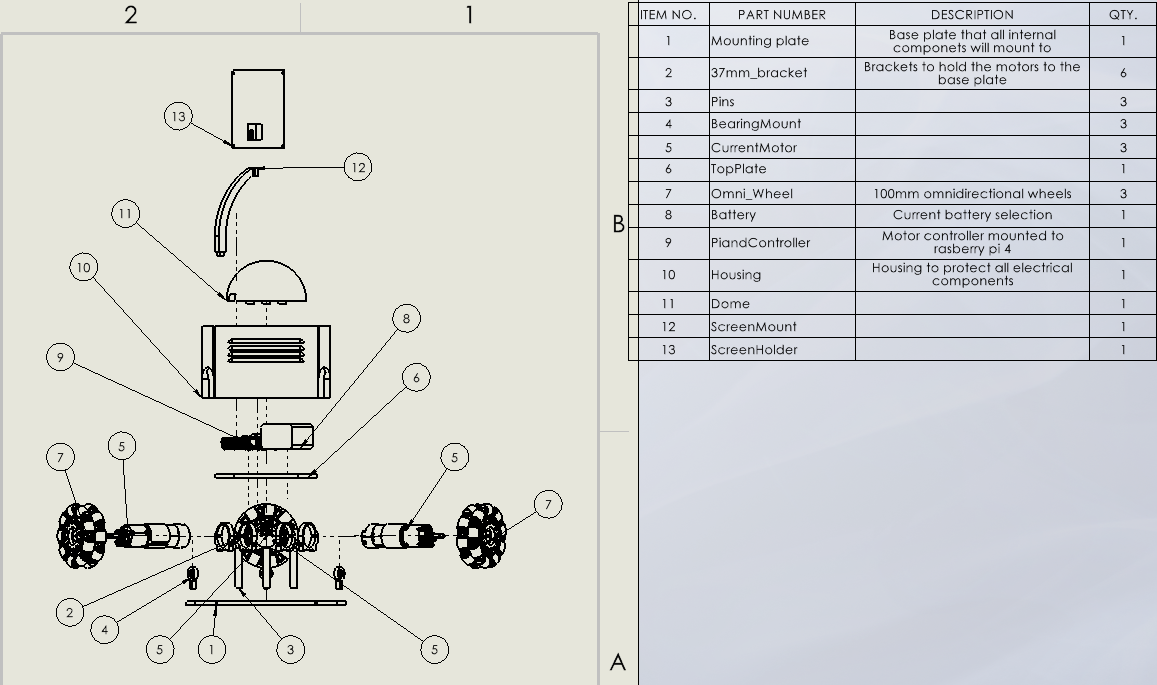 2 1
ITEM NO. PART NUMBER DESCRIPTION QTY.
1 Mounting plate Base plate that all internal
componets will mount to 1
2 37mm_bracket Brackets to hold the motors to the
base plate 6
3 Pins 3
4 BearingMount 3
5 CurrentMotor 3
6 TopPlate 1
7 Omni_Wheel 100mm omnidirectional wheels 3
8 Battery Current battery selection 1
9 PiandController Motor controller mounted to
rasberry pi 4 1
10 Housing Housing to protect all electrical
components 1
11 Dome 1
12 ScreenMount 1
13 ScreenHolder 1
13
12
11
B
10
8
9
6
5
7
5
7
2
4
5
1
3
5
A